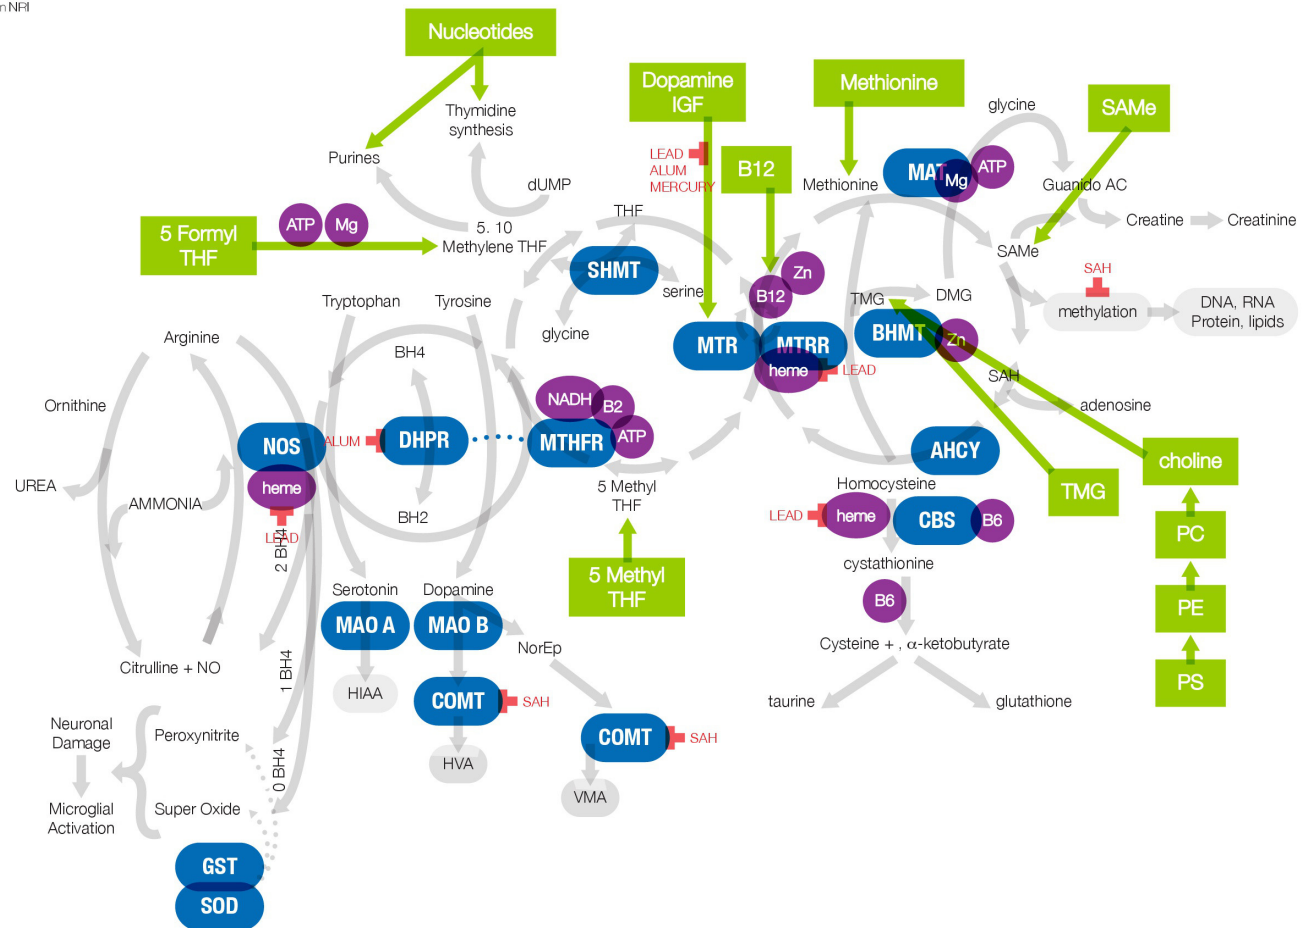 n NRI
Nucleotides
Dopamine
IGF
Methionine
SAMe
glycine
Thymidine
synthesis
Purines
LEAD
ALUM
MERCURY
B12
Methionine
MAT
Mg
ATP
Guanido AC
dUMP
THF
Creatine
Creatinine
5 Formyl
THF
ATP
Mg
5. 10
Methylene THF
SHMT
serine
glycine
B12
Zn
SAMe
SAH
methylation
DNA, RNA
Protein, lipids
TMG
DMG
BHMT
Zn
Tryptophan
Tyrosine
Arginine
BH4
MTR
MTRR
heme
LEAD
SAH
adenosine
Ornithine
NADH
B2
ATP
MTHFR
NOS
heme
LEAD
ALUM
DHPR
AHCY
choline
UREA
AMMONIA
5 Methyl
THF
Homocysteine
TMG
BH2
LEAD
heme
CBS
B6
PC
2 BH4
cystathionine
5 Methyl
THF
Serotonin
Dopamine
B6
PE
MAO A
MAO B
NorEp
Cysteine + , α-ketobutyrate
Citrulline + NO
1 BH4
PS
HIAA
COMT
SAH
taurine
glutathione
Neuronal
Damage
Peroxynitrite
COMT
SAH
HVA
0 BH4
VMA
Microglial
Activation
Super Oxide
GST
SOD